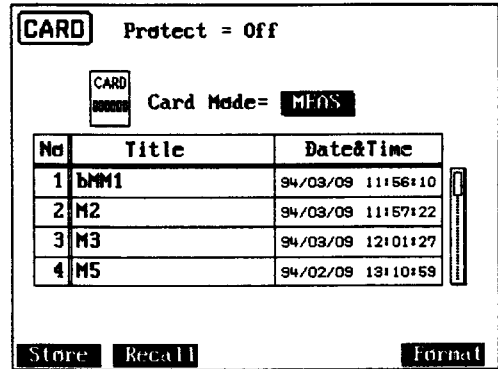 CARD Protect = Off
CARD
Card Mode= MEAS
No Title Date&Time
1 bMM1 94/03/09 11:56:10
2 M2 94/03/09 11:57:22
3 M3 94/03/09 12:01:27
4 M5 94/02/09 13:10:59
Store Recall Format